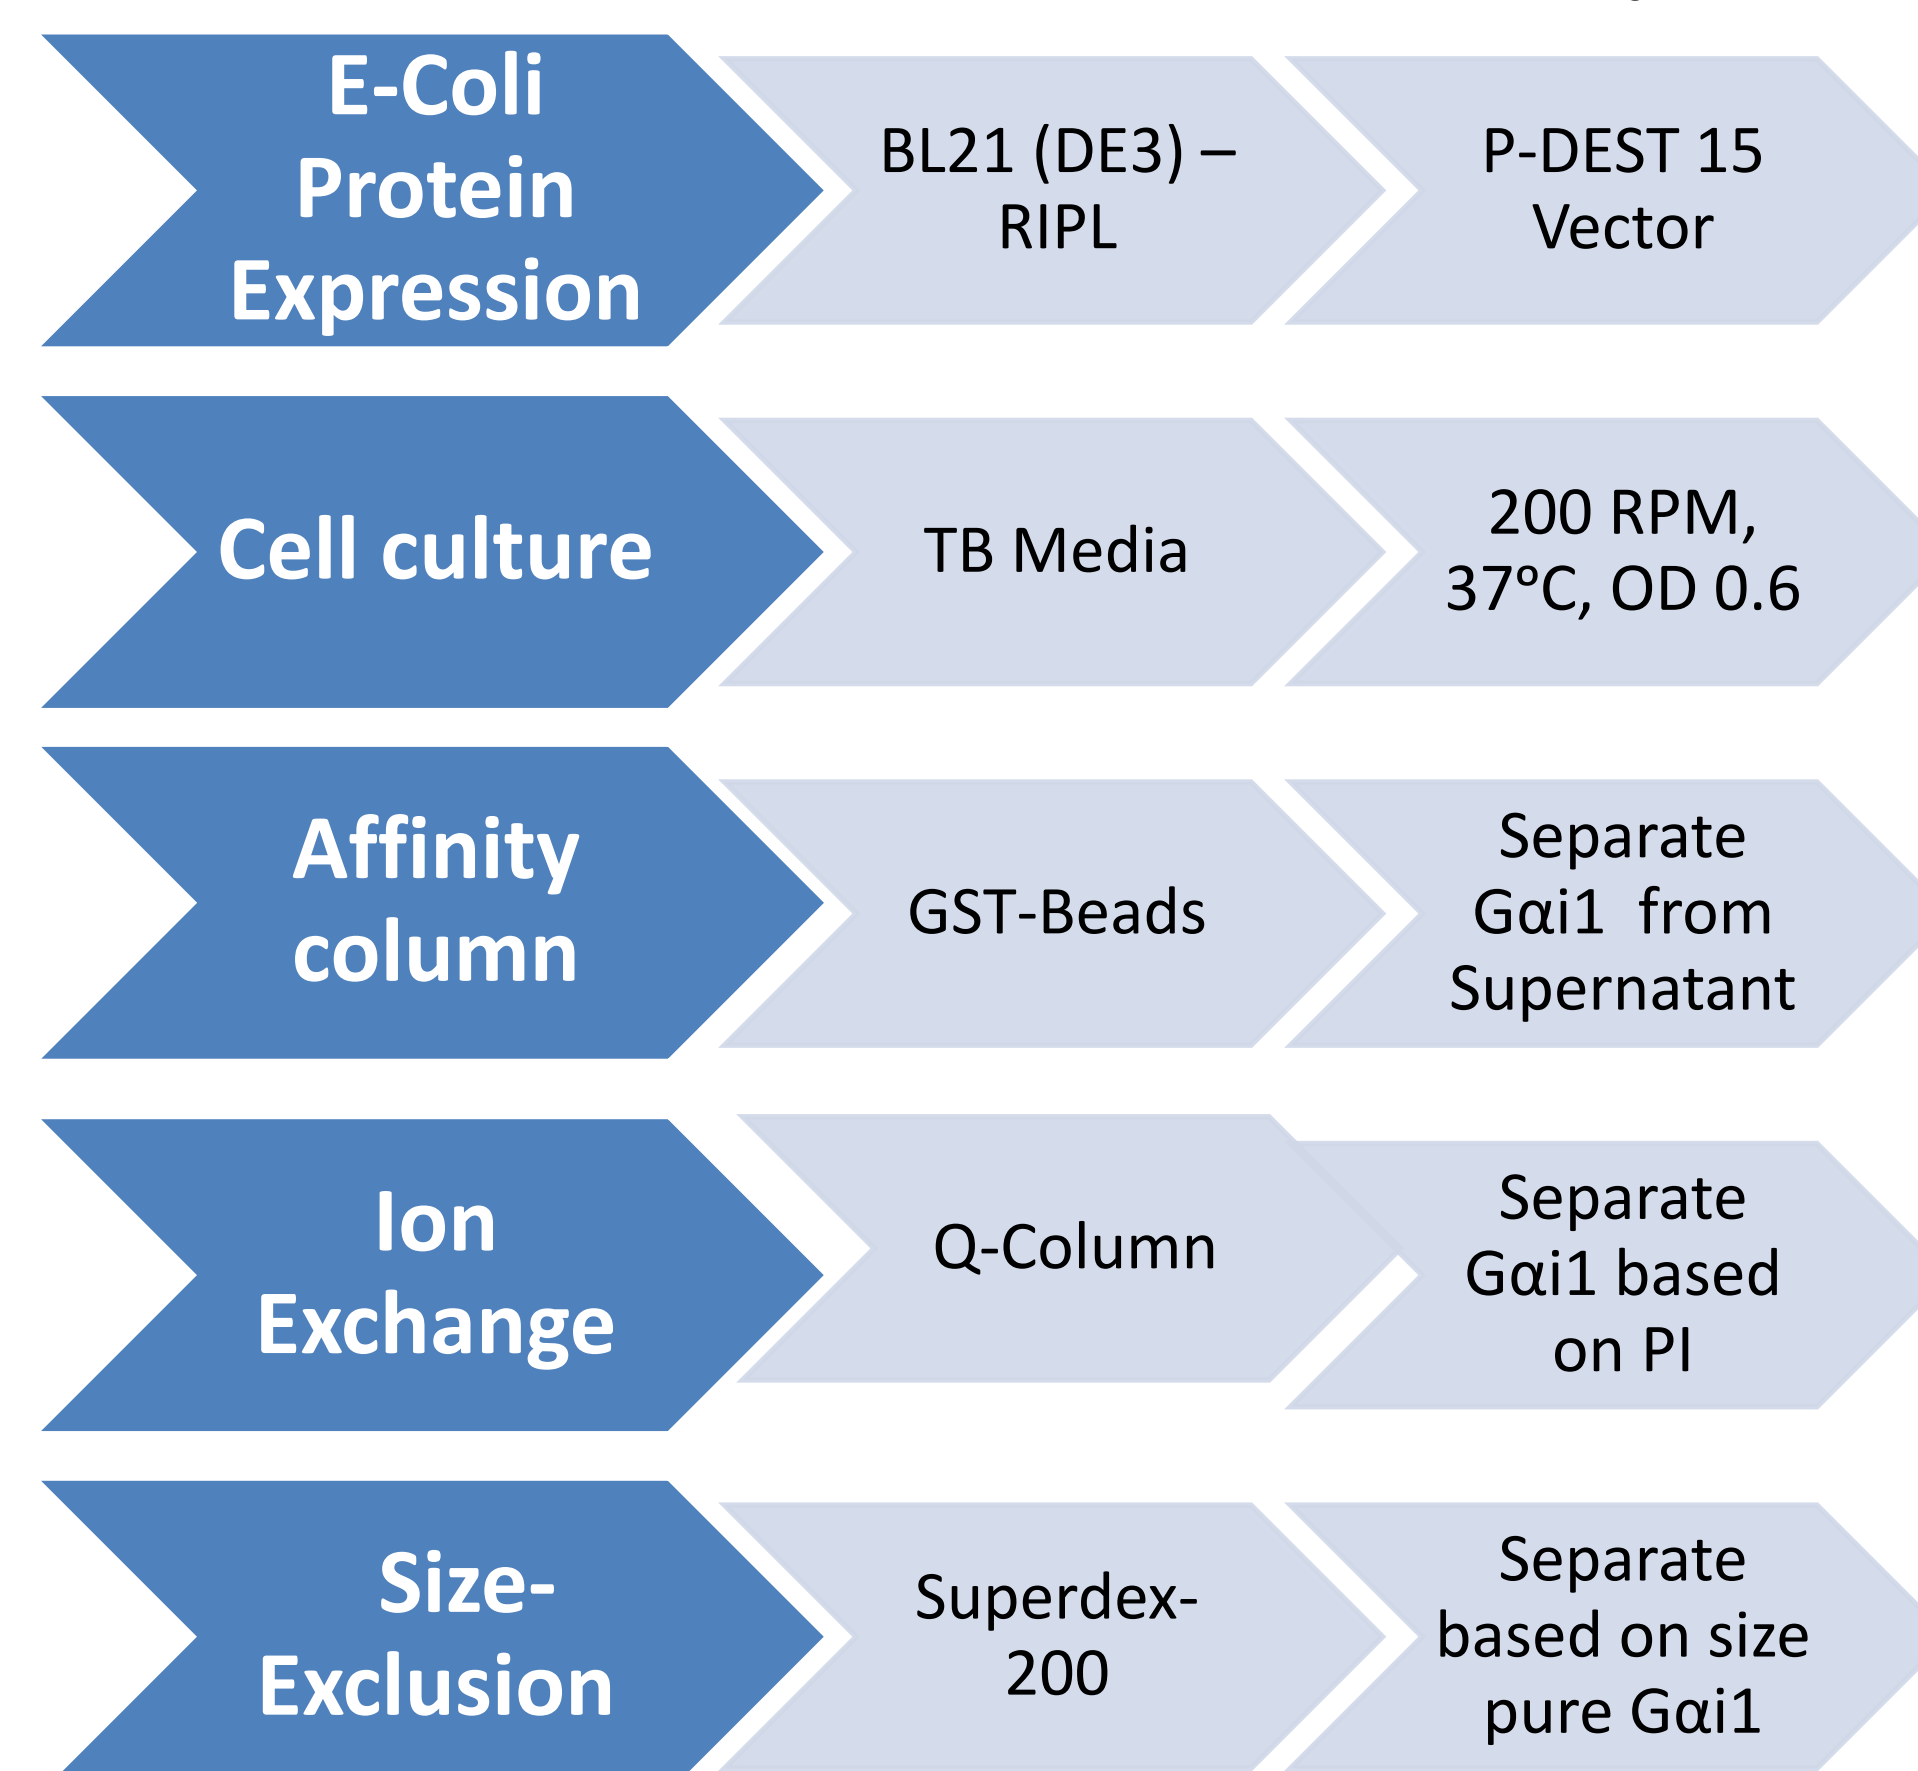 E-Coli
Protein
Expression
BL21 (DE3) –
RIPL
P-DEST 15
Vector
Cell culture
TB Media
200 RPM,
37ºC, OD 0.6
Affinity
column
GST-Beads
Separate
Gαi1  from
Supernatant
Ion
Exchange
Q-Column
Separate
Gαi1 based
on PI
Size-
Exclusion
Superdex-
200
Separate
based on size
pure Gαi1